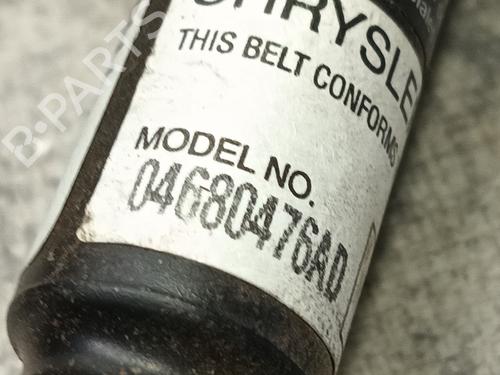 CHRYSLE
THIS BELT CONFORMS
MODEL NO.
04680476AD
B-PARTS